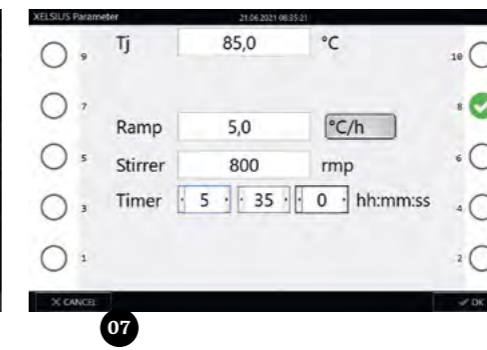 XELSIUS Parameter 21.06.2021 08:35:21
9 Tj 85,0 °C 10
7 8
Ramp 5,0 °C/h
5 Stirrer 800 rmp 6
3 Timer 5 35 0 hh:mm:ss 4
1 2
X CANCEL ✓ OK
07